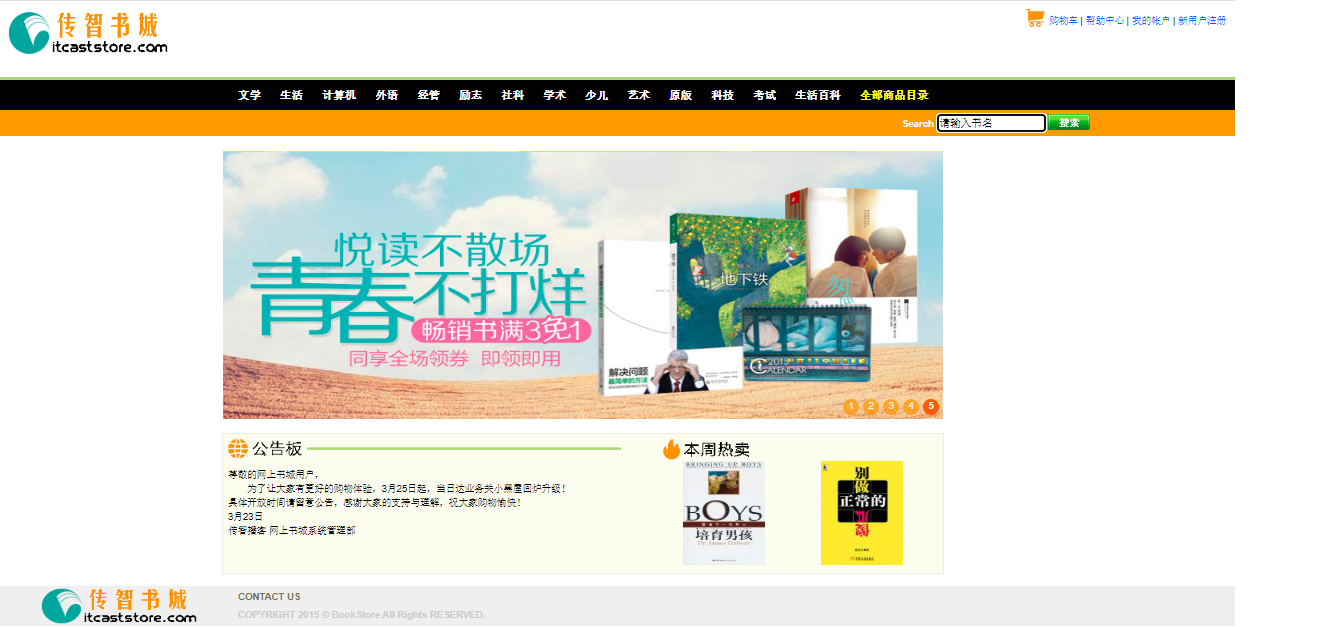 传智书城
itcaststore.com
购物车 | 帮助中心 | 我的帐户 | 新用户注册
文学 生活 计算机 外语 经管 励志 社科 学术 少儿 艺术 原版 科技 考试 生活百科 全部商品目录
Search 请输入书名 搜索
悦读不散场
青春不打烊
畅销书满3免1
同享全场领券 即领即用
地下铁
解决问题
最简单的方法
2015
CALENDAR
1 2 3 4 5
公告板
尊敬的网上书城用户，
为了让大家有更好的购物体验，3月25日起，当日达业务关小黑屋回炉升级！
具体开放时间请留意公告，感谢大家的支持与理解，祝大家购物愉快！
3月23日
传智播客 网上书城系统管理部
本周热卖
BRINGING UP BOYS
BOYS
培育男孩
Dr. James Dobson
别做
正常的
传智书城
itcaststore.com
CONTACT US
COPYRIGHT 2015 © BookStore All Rights RESERVED.